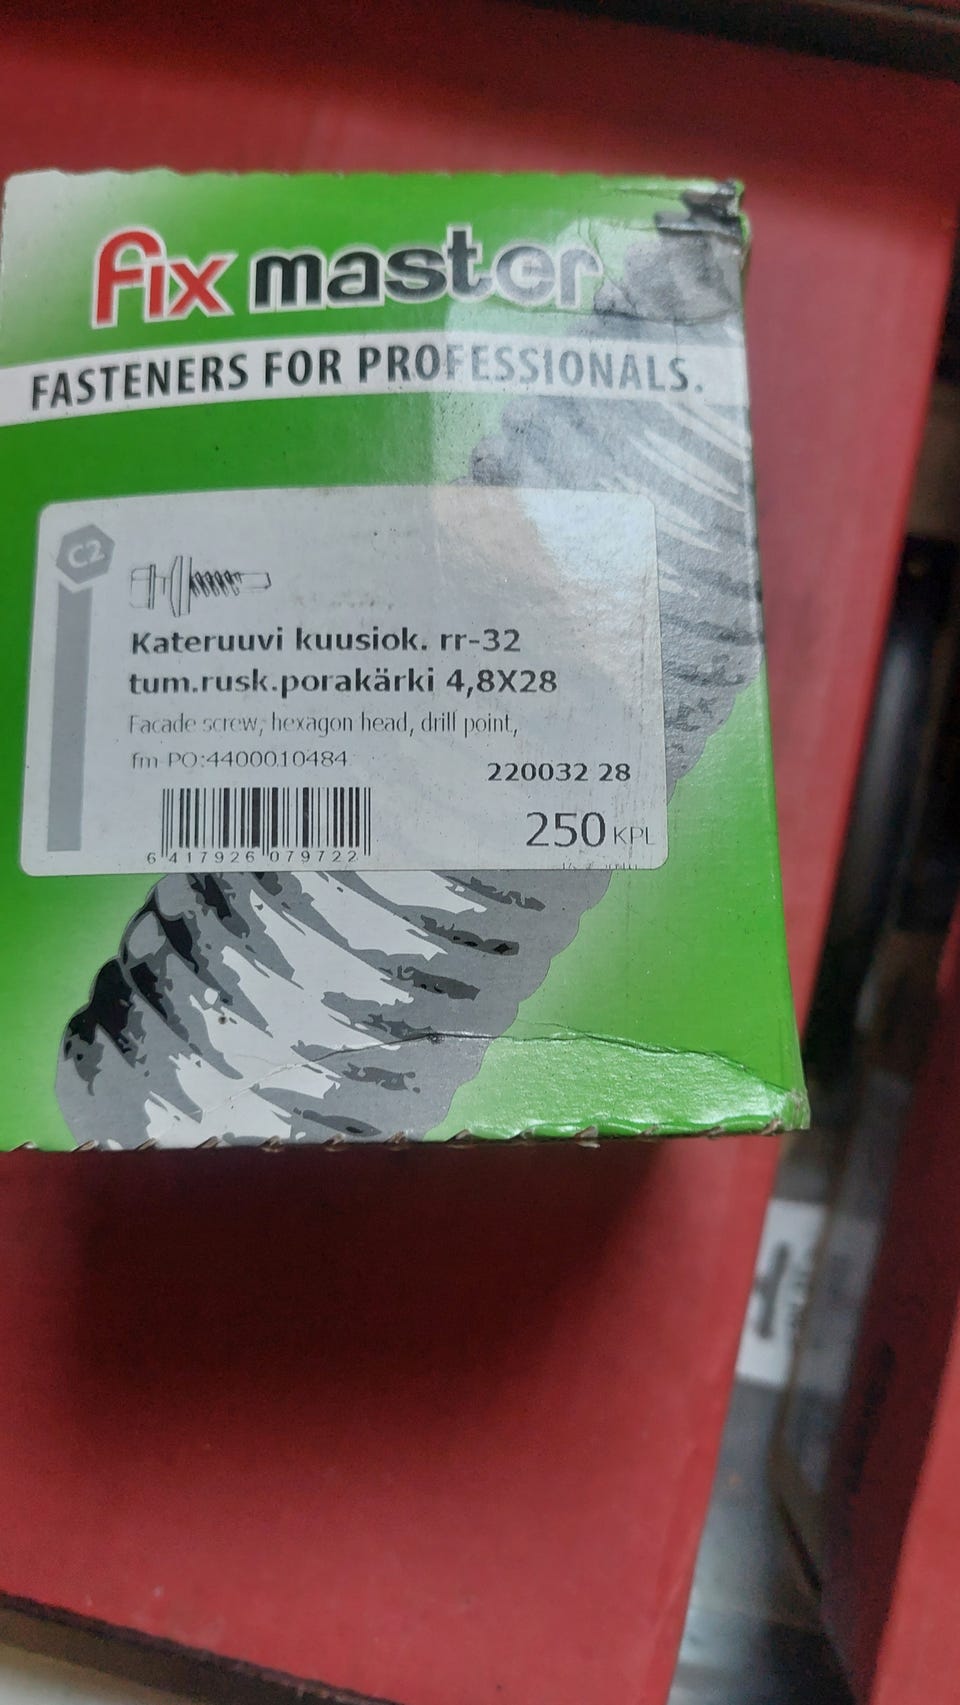 fix master
FASTENERS FOR PROFESSIONALS.
C2
Kateruuvi kuusiok. rr-32
tum.rusk.porakärki 4,8X28
Facade screw, hexagon head, drill point,
fm-PO:4400010484
220032 28
250 KPL
6 417926 079722